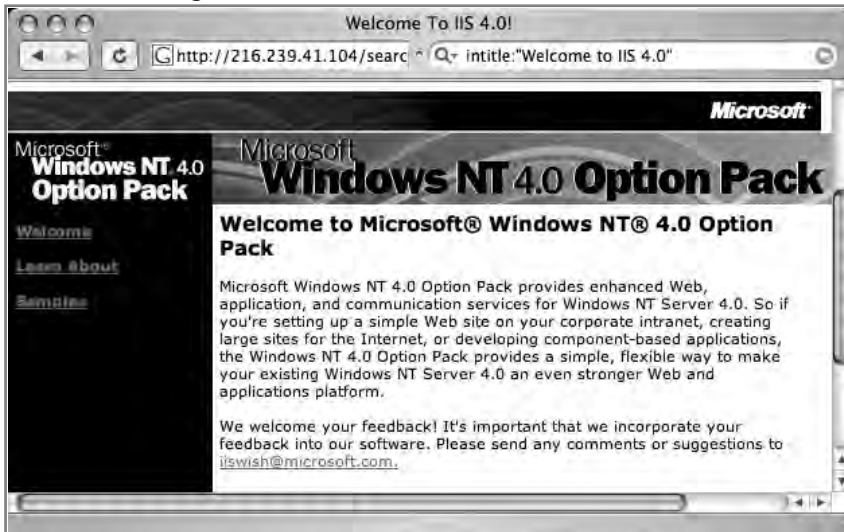 Welcome To IIS 4.0!
http://216.239.41.104/searc
intitle:"Welcome to IIS 4.0"
Microsoft
Microsoft®
Windows NT 4.0
Option Pack
Welcome
Learn About
Samples
Microsoft
Windows NT 4.0 Option Pack
Welcome to Microsoft® Windows NT® 4.0 Option
Pack
Microsoft Windows NT 4.0 Option Pack provides enhanced Web,
application, and communication services for Windows NT Server 4.0. So if
you're setting up a simple Web site on your corporate intranet, creating
large sites for the Internet, or developing component-based applications,
the Windows NT 4.0 Option Pack provides a simple, flexible way to make
your existing Windows NT Server 4.0 an even stronger Web and
applications platform.
We welcome your feedback! It's important that we incorporate your
feedback into our software. Please send any comments or suggestions to
iiswish@microsoft.com.